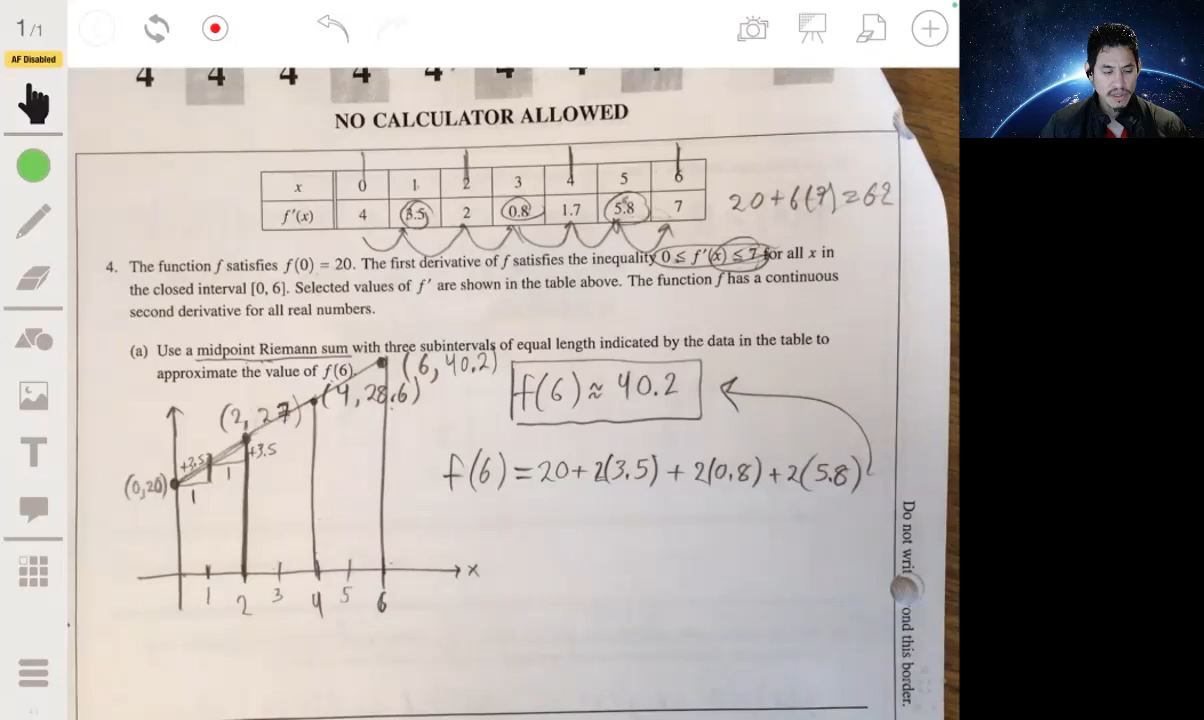 1/1
AF Disabled
4 4 4 4 4
NO CALCULATOR ALLOWED
x 0 1 2 3 4 5 6
f'(x) 4 3.5 2 0.8 1.7 5.8 7
20+6(7)=62
4. The function f satisfies f(0) = 20. The first derivative of f satisfies the inequality 0 ≤ f'(x) ≤ 7 for all x in
the closed interval [0, 6]. Selected values of f' are shown in the table above. The function f has a continuous
second derivative for all real numbers.
(a) Use a midpoint Riemann sum with three subintervals of equal length indicated by the data in the table to
approximate the value of f(6).
(6, 40.2)
f(6) ≈ 40.2
(4, 28.6)
(2, 27)
+3.5
+3.5
1
1
(0,20)
f(6) = 20 + 2(3.5) + 2(0.8) + 2(5.8)
x
1 2 3 4 5 6
T
Do not writ ond this border.